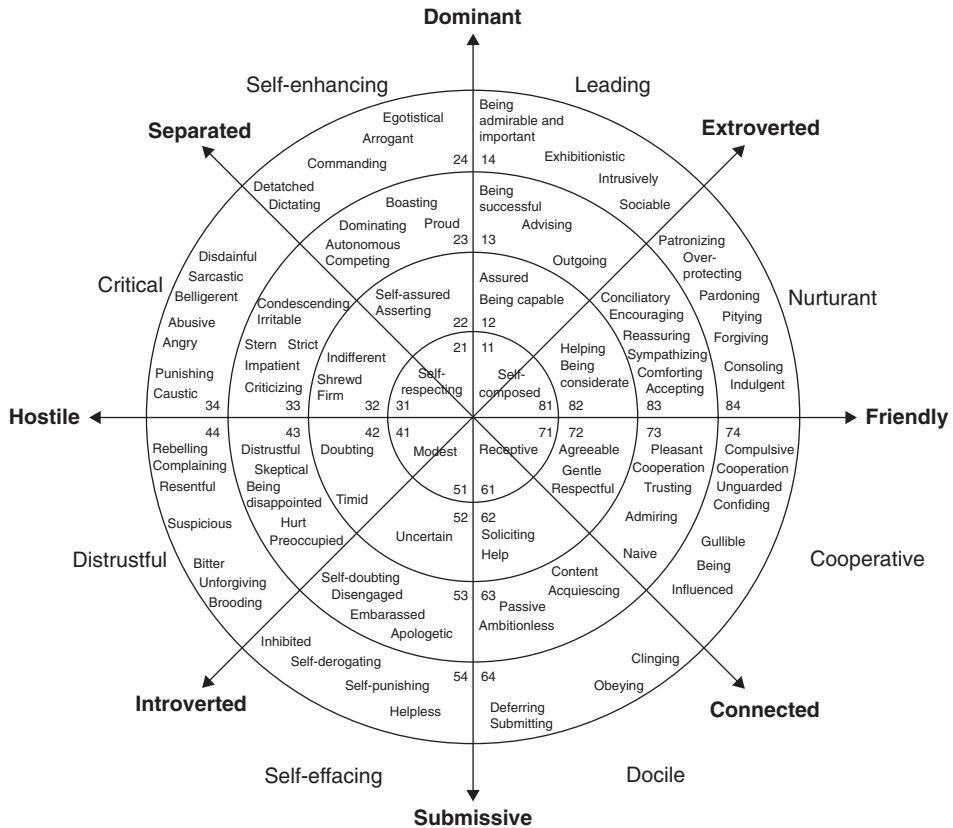 Dominant
Self-enhancing
Leading
Separated
Extroverted
Egotistical
Arrogant
Commanding
24
Detatched
Dictating
Being
admirable and
important
14
Exhibitionistic
Intrusively
Sociable
Boasting
Proud
Dominating
23
Autonomous
Competing
Being
successful
13
Advising
Outgoing
Critical
Disdainful
Sarcastic
Belligerent
Abusive
Angry
Punishing
Caustic
34
Condescending
Irritable
Stern Strict
Impatient
Criticizing
33
Self-assured
Asserting
22
Indifferent
Shrewd
Firm
32
Assured
Being capable
12
21
Self-
respecting
31
11
Self-
composed
81
Helping
Being
considerate
82
Conciliatory
Encouraging
Reassuring
Sympathizing
Comforting
Accepting
83
Patronizing
Over-
protecting
Pardoning
Pitying
Forgiving
Consoling
Indulgent
84
Nurturant
Hostile
Friendly
44
Rebelling
Complaining
Resentful
Suspicious
Bitter
Unforgiving
Brooding
Distrustful
43
Distrustful
Skeptical
Being
disappointed
Hurt
Preoccupied
42
Doubting
Timid
41
Modest
51
71
Receptive
61
72
Agreeable
Gentle
Respectful
73
Pleasant
Cooperation
Trusting
Admiring
Naive
74
Compulsive
Cooperation
Unguarded
Confiding
Gullible
Being
Influenced
Cooperative
52
Uncertain
62
Soliciting
Help
Self-doubting
Disengaged
53
Embarassed
Apologetic
Content
Acquiescing
63
Passive
Ambitionless
Inhibited
Self-derogating
54
Self-punishing
Helpless
64
Clinging
Obeying
Deferring
Submitting
Introverted
Connected
Self-effacing
Docile
Submissive